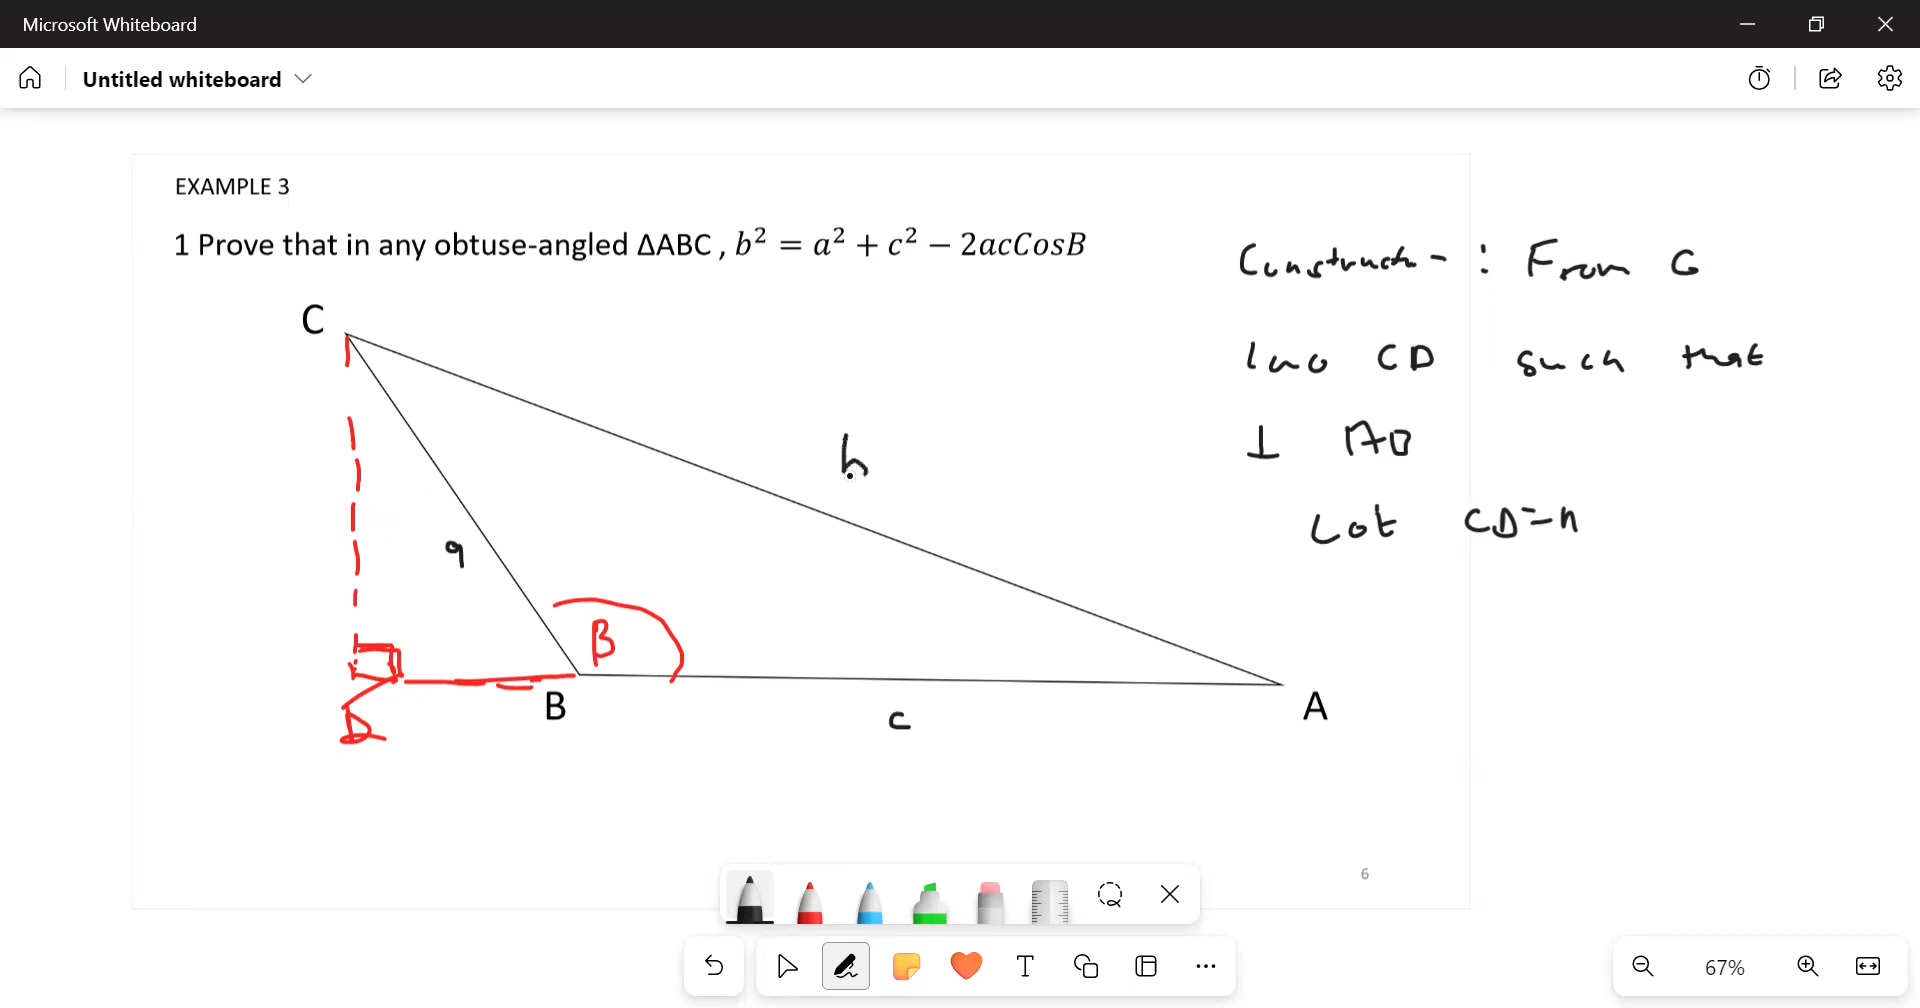 Microsoft Whiteboard
Untitled whiteboard
EXAMPLE 3
1 Prove that in any obtuse-angled ΔABC , b² = a² + c² − 2acCosB
Construct - : From C
CD such that
⊥ AD
Let CD = h
C
b
a
B
D
B
A
c
6
67%